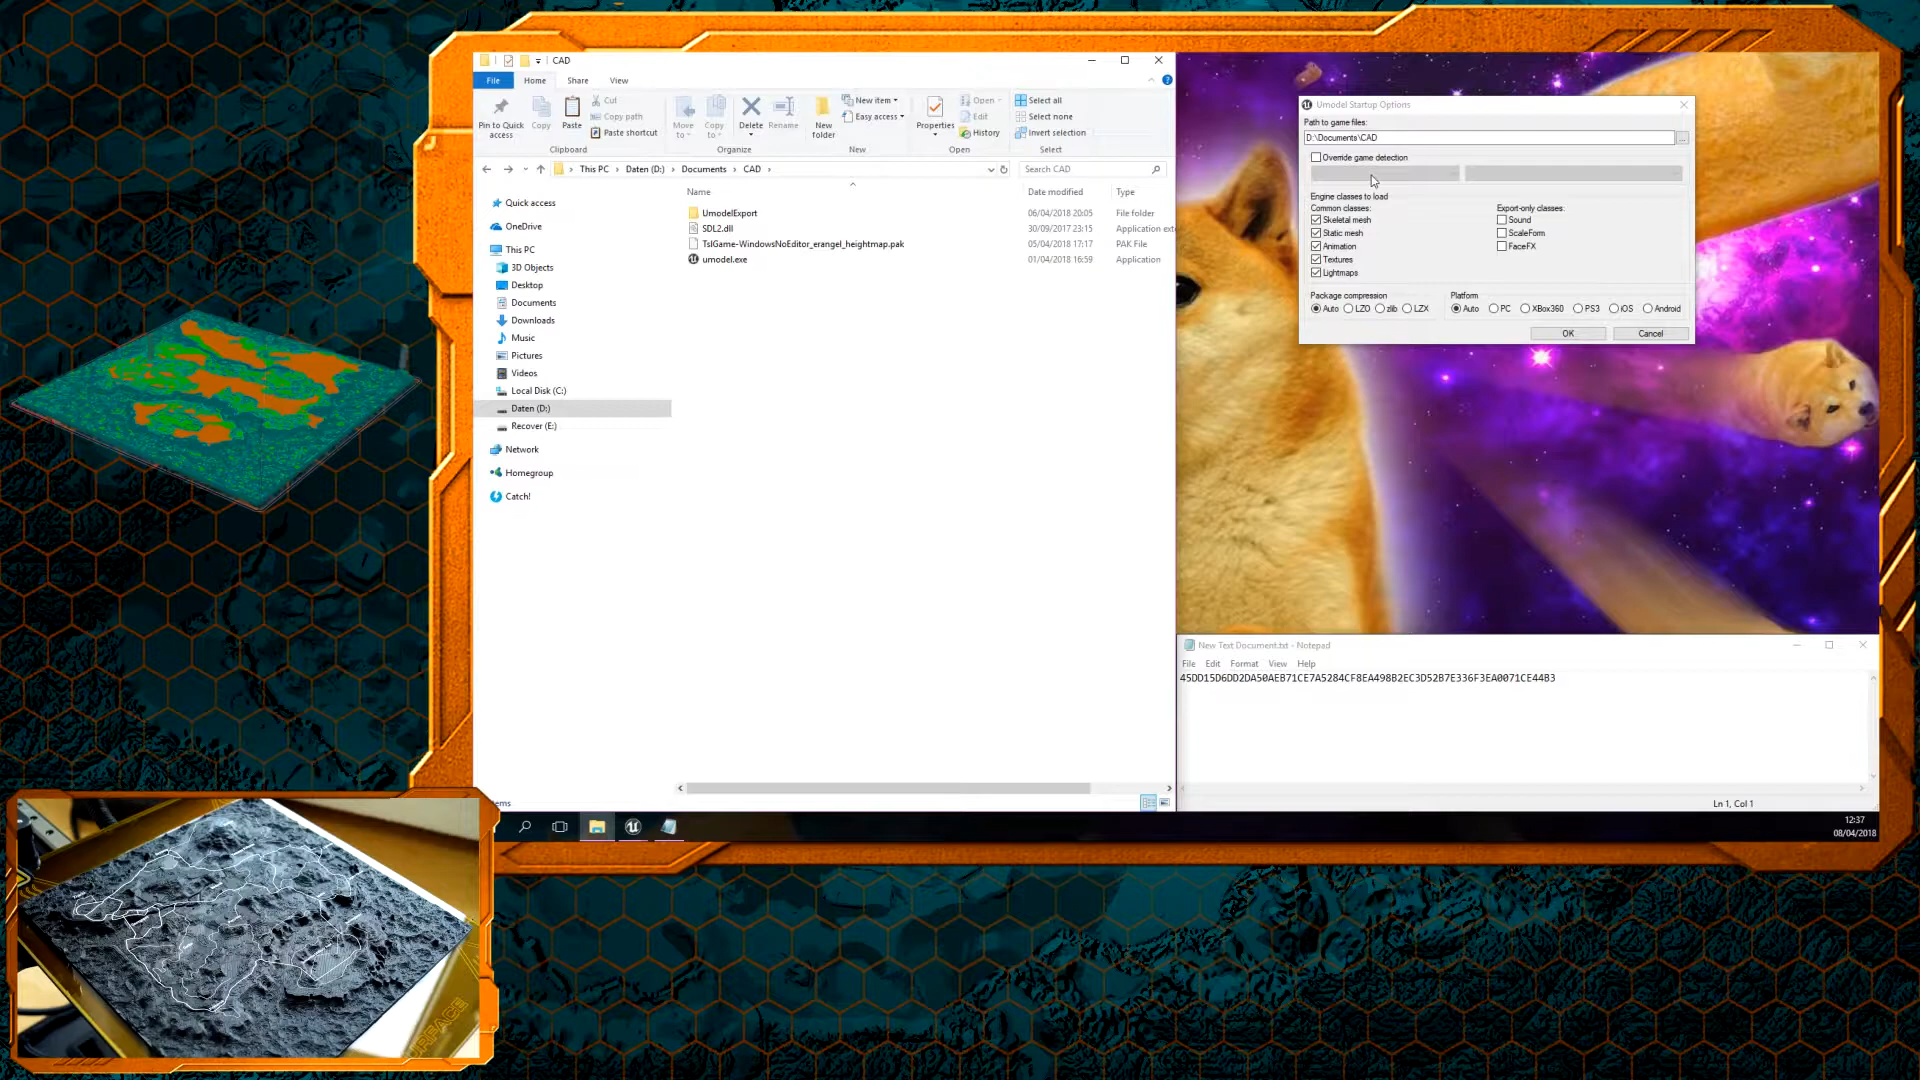 CAD
File Home Share View
Pin to Quick access
Copy
Paste
Cut
Copy path
Paste shortcut
Clipboard
Move to
Copy to
Delete
Rename
Organize
New folder
New item
Easy access
New
Properties
Open
Edit
History
Open
Select all
Select none
Invert selection
Select
This PC Daten (D:) Documents CAD
Search CAD
Name Date modified Type
UmodelExport 06/04/2018 20:05 File folder
SDL2.dll 30/09/2017 23:15 Application ext
TslGame-WindowsNoEditor_erangel_heightmap.pak 05/04/2018 17:17 PAK File
umodel.exe 01/04/2018 16:59 Application
Quick access
OneDrive
This PC
3D Objects
Desktop
Documents
Downloads
Music
Pictures
Videos
Local Disk (C:)
Daten (D:)
Recover (E:)
Network
Homegroup
Catch!
ems
Umodel Startup Options
Path to game files:
D:\Documents\CAD
...
Override game detection
Engine classes to load
Common classes: Export-only classes:
Skeletal mesh Sound
Static mesh ScaleForm
Animation FaceFX
Textures
Lightmaps
Package compression Platform
Auto LZO zlib LZX Auto PC XBox360 PS3 iOS Android
OK Cancel
New Text Document.txt - Notepad
File Edit Format View Help
45DD15D6DD2DA50AEB71CE7A5284CF8EA498B2EC3D52B7E336F3EA0071CE44B3
Ln 1, Col 1
12:37
08/04/2018